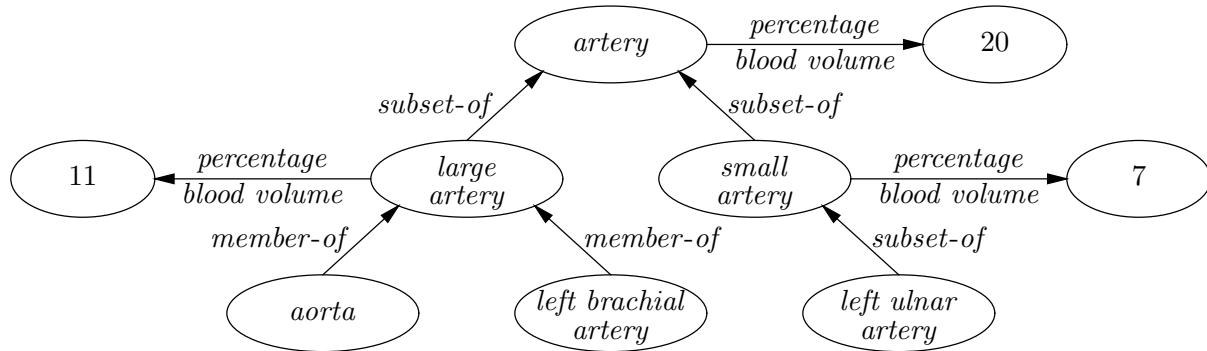 artery
percentage
blood volume
20
subset-of
subset-of
11
percentage
blood volume
large
artery
small
artery
percentage
blood volume
7
member-of
member-of
subset-of
aorta
left brachial
artery
left ulnar
artery